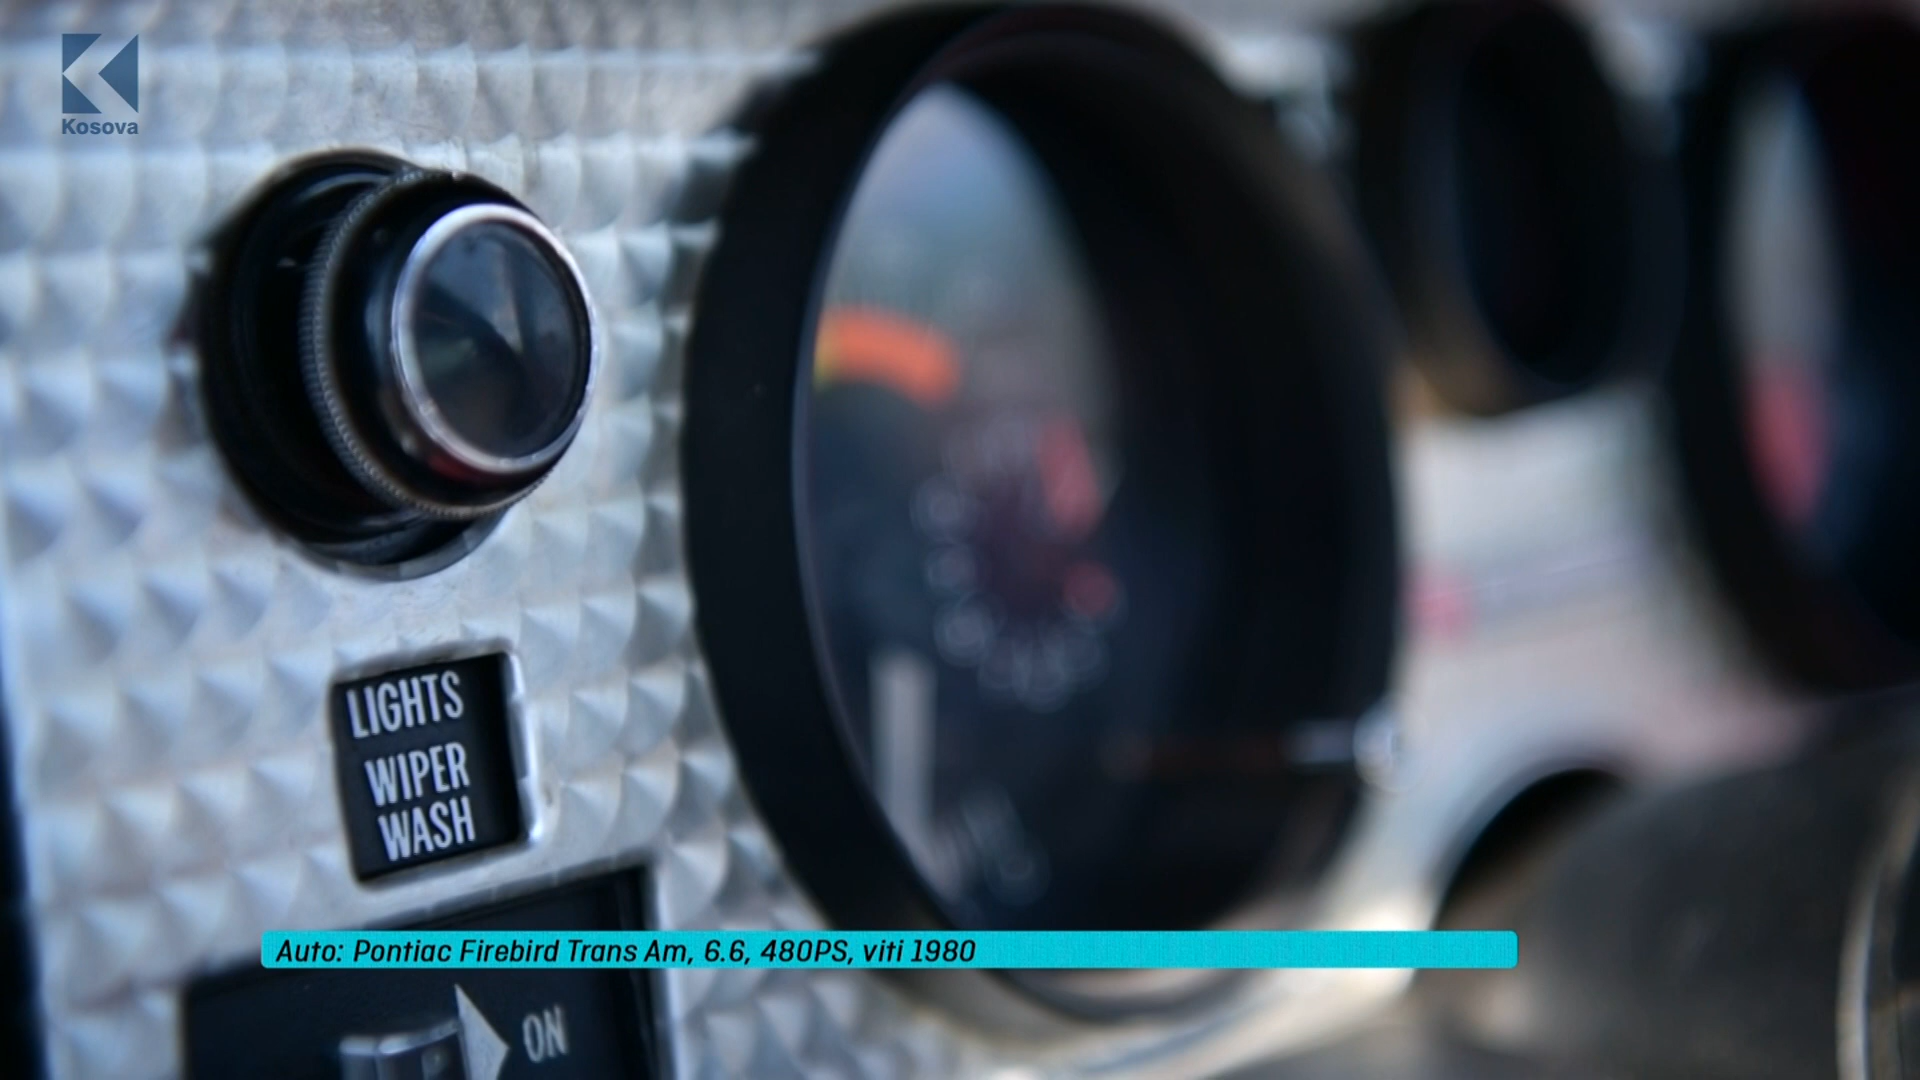 Kosova
LIGHTS
WIPER
WASH
Auto: Pontiac Firebird Trans Am, 6.6, 480PS, viti 1980
ON